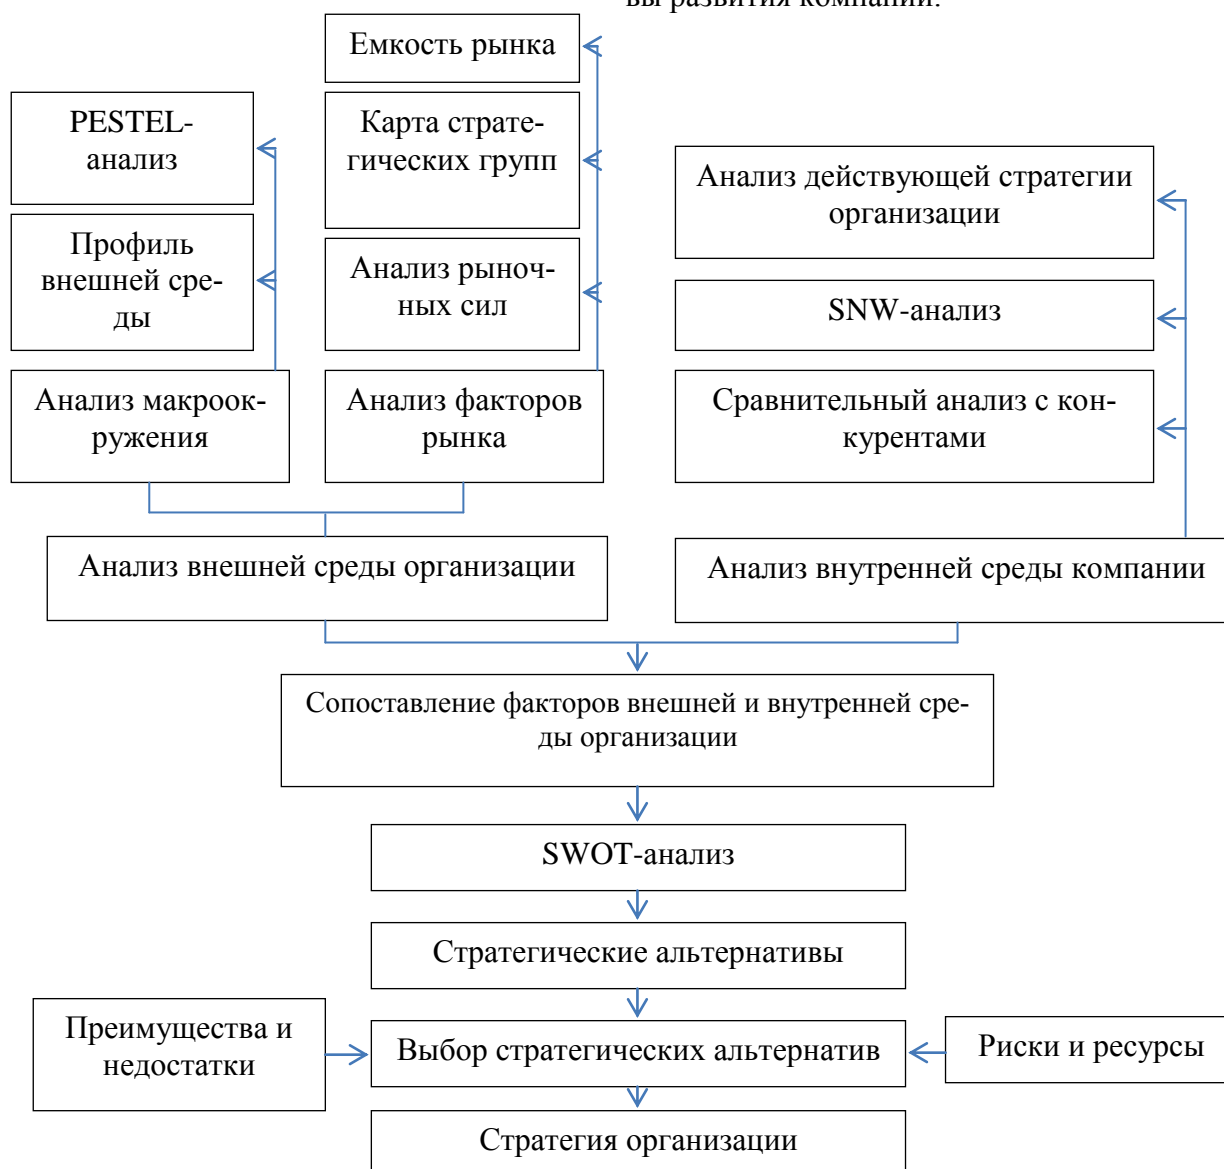 вы развития компании.
Емкость рынка
PESTEL-
анализ
Карта страте-
гических групп
Анализ действующей стратегии
организации
Профиль
внешней сре-
ды
Анализ рыноч-
ных сил
SNW-анализ
Анализ макроок-
ружения
Анализ факторов
рынка
Сравнительный анализ с кон-
курентами
Анализ внешней среды организации
Анализ внутренней среды компании
Сопоставление факторов внешней и внутренней сре-
ды организации
SWOT-анализ
Стратегические альтернативы
Преимущества и
недостатки
Выбор стратегических альтернатив
Риски и ресурсы
Стратегия организации